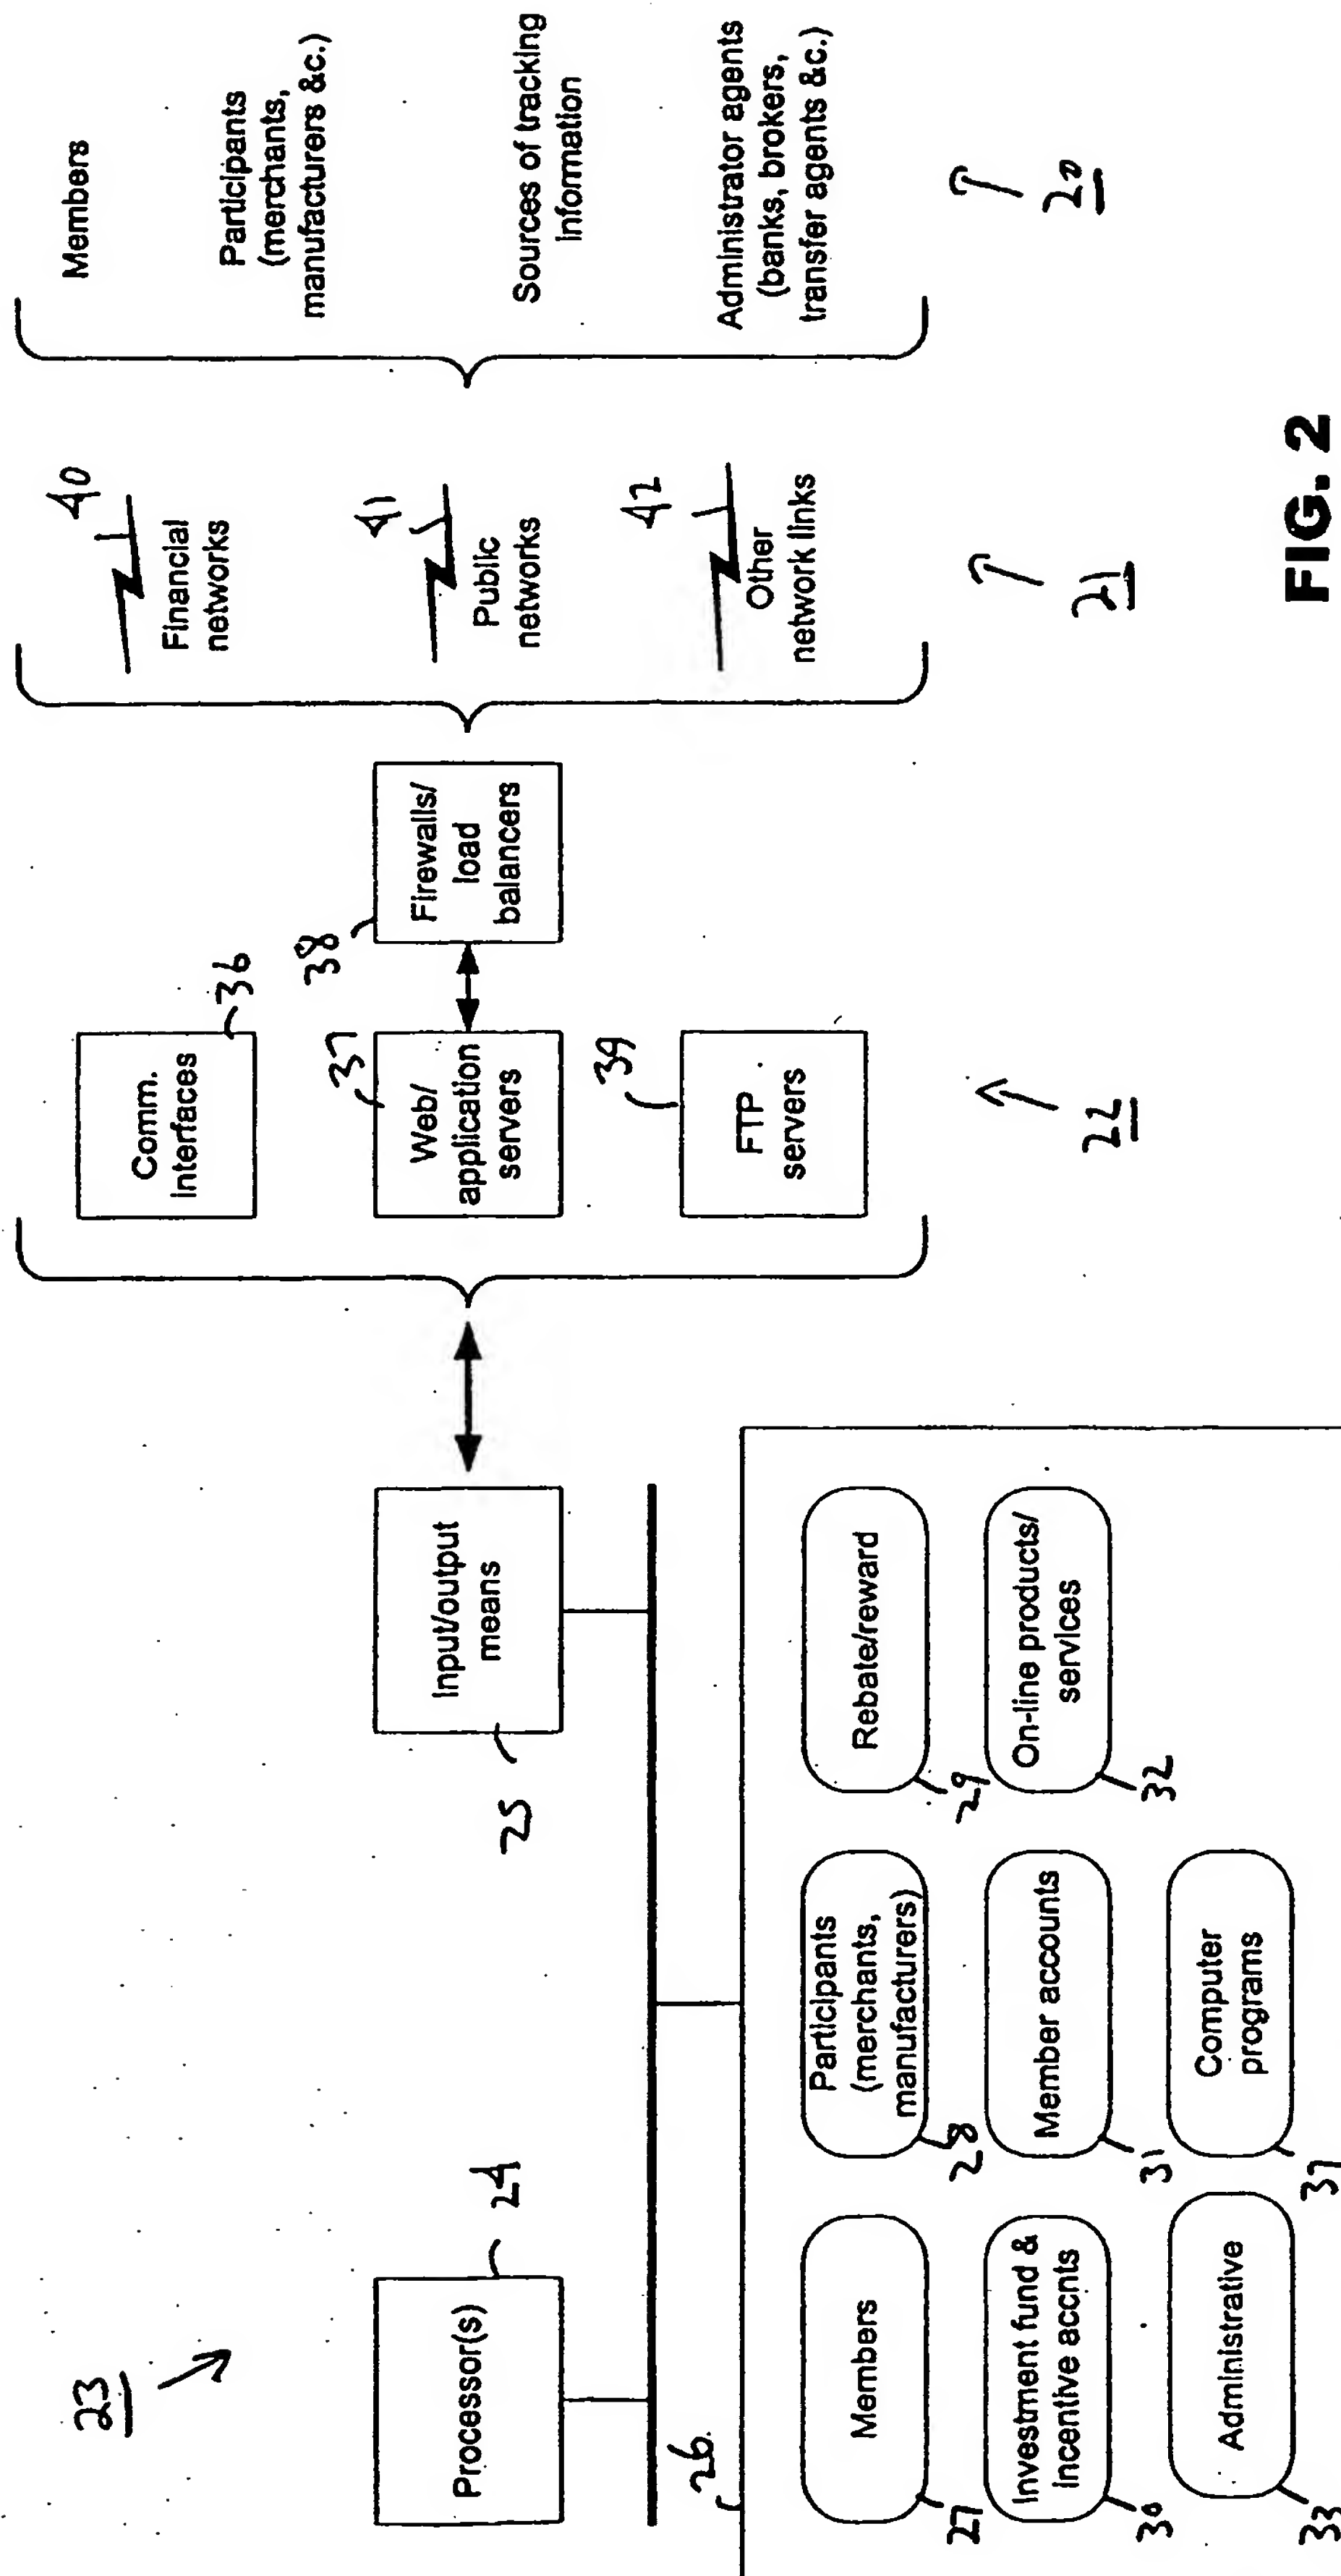 23
Processor(s)
24
Input/output
means
25
26
Members
27
Participants
(merchants,
manufacturers)
28
Rebate/reward
29
Investment fund &
incentive accnts
30
Member accounts
31
On-line products/
services
32
Administrative
33
Computer
programs
37
Comm.
interfaces
36
Web/
application
servers
37
Firewalls/
load
balancers
38
FTP
servers
39
22
40
Financial
networks
41
Public
networks
42
Other
network links
21
Members
Participants
(merchants,
manufacturers &c.)
Sources of tracking
information
Administrator agents
(banks, brokers,
transfer agents &c.)
20
FIG. 2